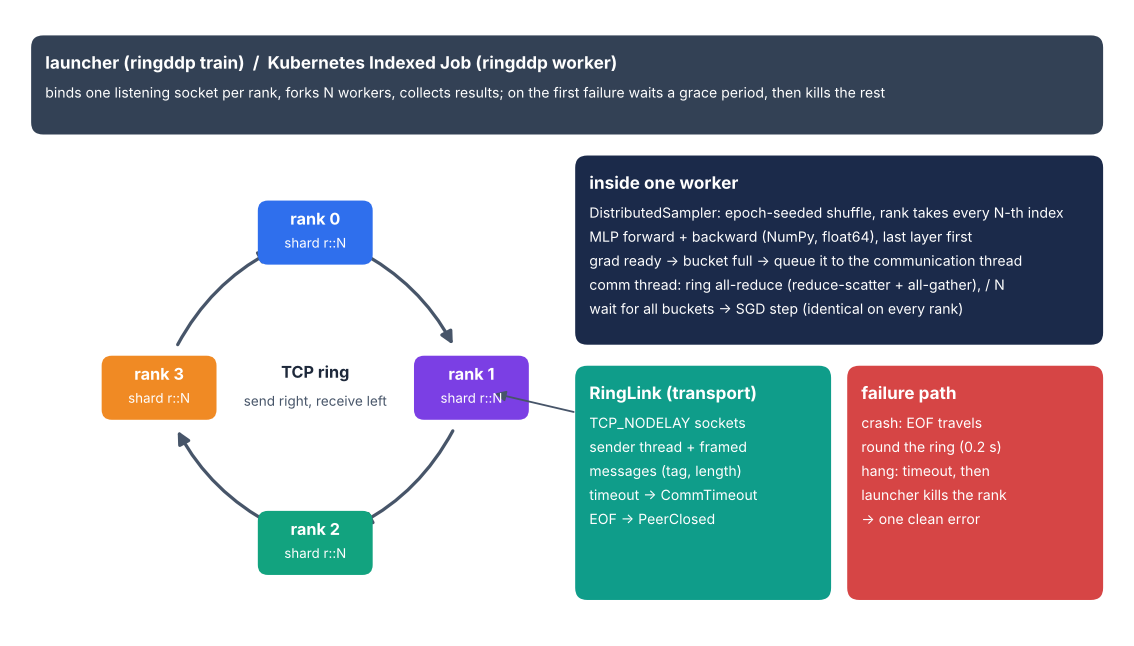 launcher (ringddp train)  /  Kubernetes Indexed Job (ringddp worker)
binds one listening socket per rank, forks N workers, collects results; on the first failure waits a grace period, then kills the rest
rank 0
shard r::N
rank 3
shard r::N
TCP ring
send right, receive left
rank 1
shard r::N
rank 2
shard r::N
inside one worker
DistributedSampler: epoch-seeded shuffle, rank takes every N-th index
MLP forward + backward (NumPy, float64), last layer first
grad ready → bucket full → queue it to the communication thread
comm thread: ring all-reduce (reduce-scatter + all-gather), / N
wait for all buckets → SGD step (identical on every rank)
RingLink (transport)
TCP_NODELAY sockets
sender thread + framed
messages (tag, length)
timeout → CommTimeout
EOF → PeerClosed
failure path
crash: EOF travels
round the ring (0.2 s)
hang: timeout, then
launcher kills the rank
→ one clean error